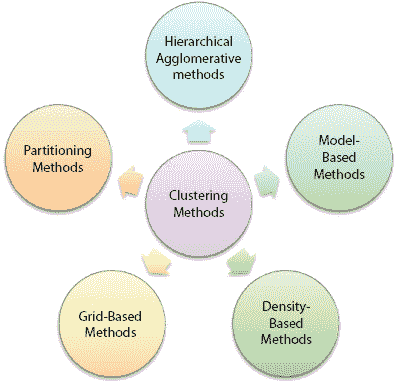 Hierarchical
Agglomerative
methods
Partitioning
Methods
Model-
Based
Methods
Clustering
Methods
Grid-Based
Methods
Density-
Based
Methods